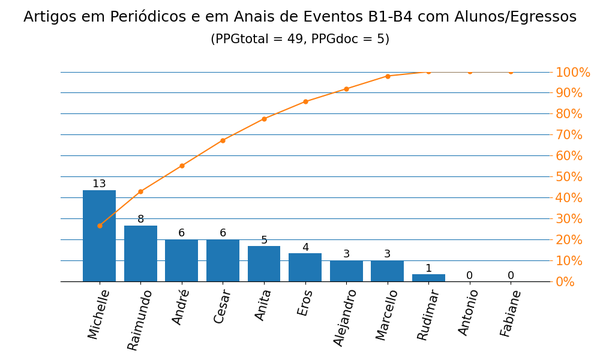 Artigos em Periódicos e em Anais de Eventos B1-B4 com Alunos/Egressos
(PPGtotal = 49, PPGdoc = 5)
100%
90%
80%
70%
60%
50%
40%
30%
20%
10%
0%
13
8
6
6
5
4
3
3
1
0
0
Michelle
Raimundo
André
Cesar
Anita
Eros
Alejandro
Marcello
Rudimar
Antonio
Fabiane